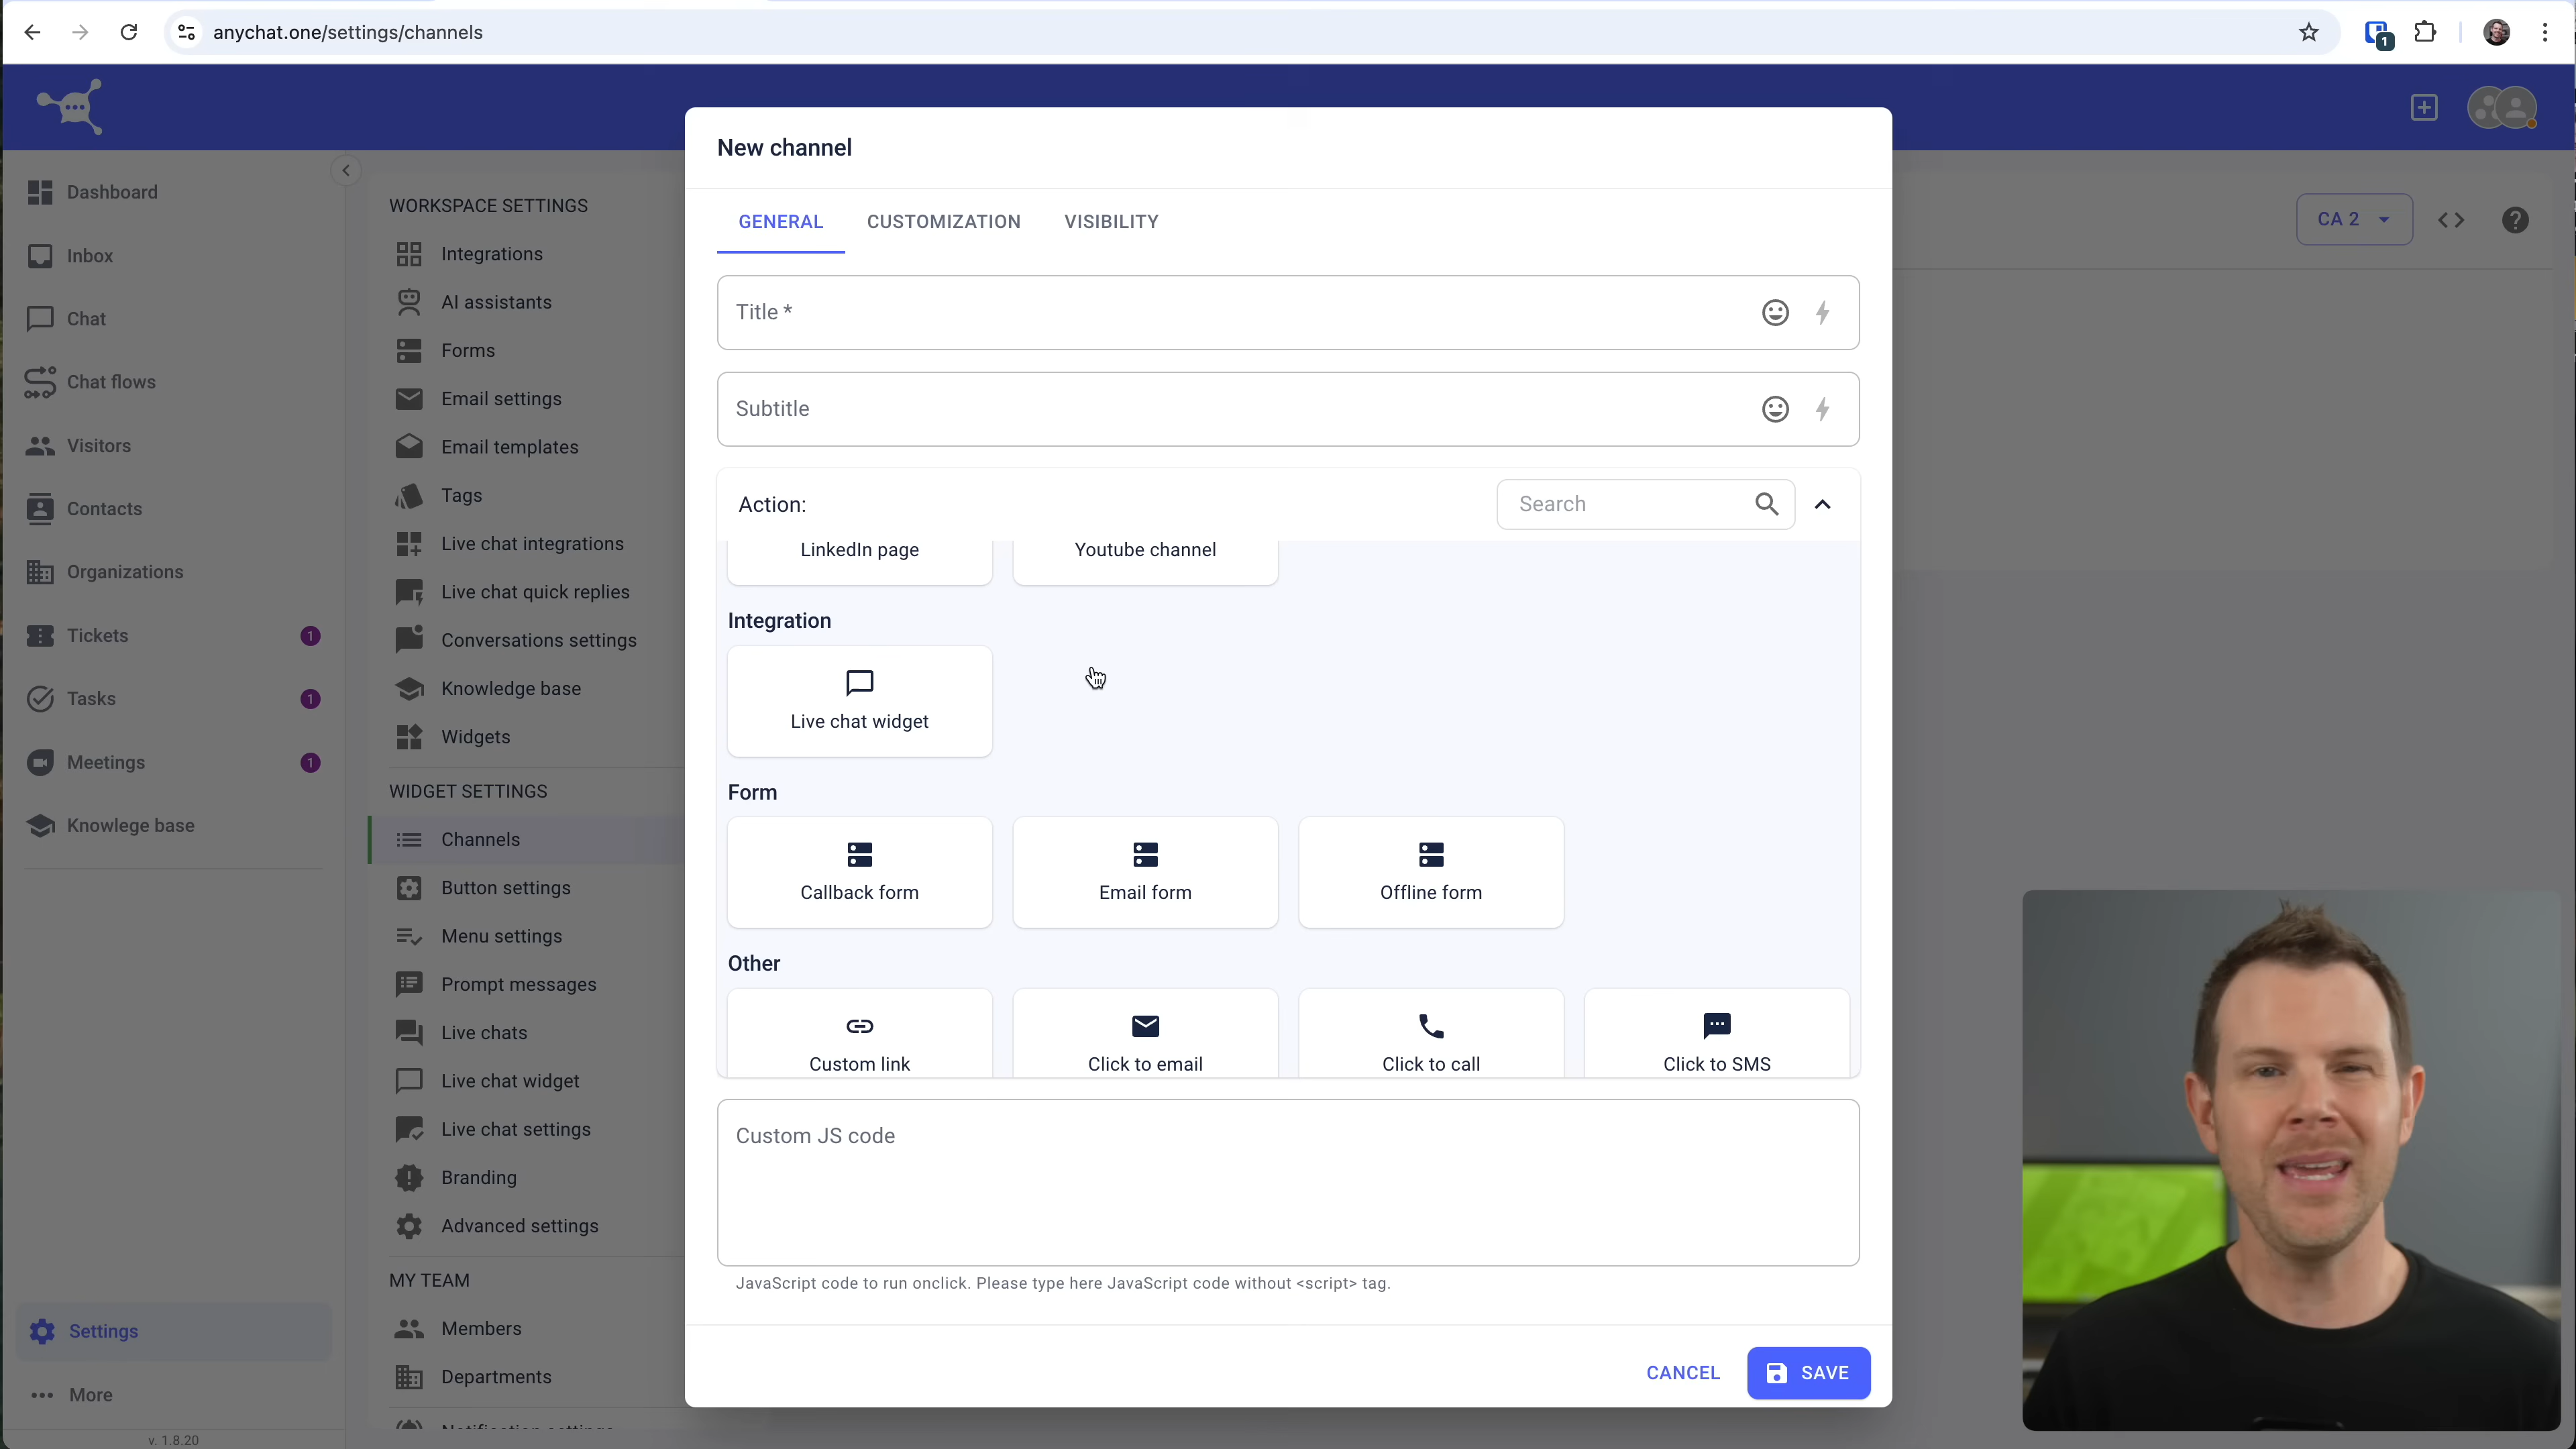 anychat.one/settings/channels
1
New channel
Dashboard
Inbox
Chat
Chat flows
Visitors
Contacts
Organizations
Tickets 1
Tasks 1
Meetings 1
Knowlege base
Settings
More
v. 1.8.20
WORKSPACE SETTINGS
Integrations
AI assistants
Forms
Email settings
Email templates
Tags
Live chat integrations
Live chat quick replies
Conversations settings
Knowledge base
Widgets
WIDGET SETTINGS
Channels
Button settings
Menu settings
Prompt messages
Live chats
Live chat widget
Live chat settings
Branding
Advanced settings
MY TEAM
Members
Departments
GENERAL CUSTOMIZATION VISIBILITY
Title *
Subtitle
Action: Search
LinkedIn page Youtube channel
Integration
Live chat widget
Form
Callback form Email form Offline form
Other
Custom link Click to email Click to call Click to SMS
Custom JS code
JavaScript code to run onclick. Please type here JavaScript code without <script> tag.
CANCEL SAVE
CA 2